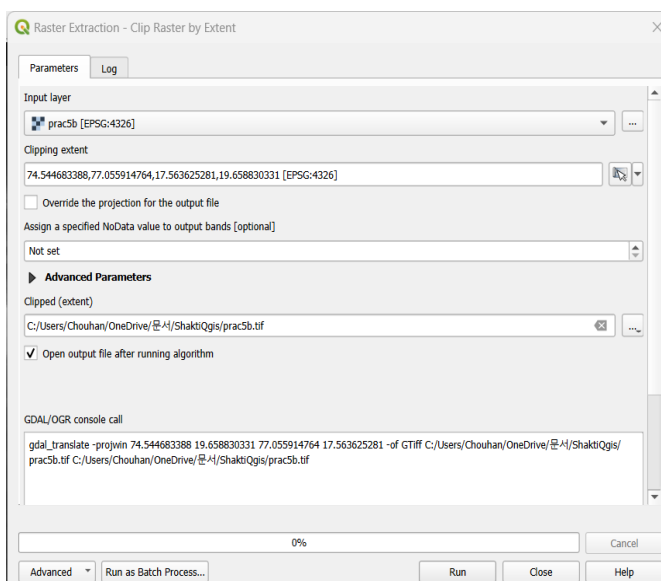 Raster Extraction - Clip Raster by Extent
Parameters
Log
Input layer
prac5b [EPSG:4326]
...
Clipping extent
74.544683388,77.055914764,17.563625281,19.658830331 [EPSG:4326]
Override the projection for the output file
Assign a specified NoData value to output bands [optional]
Not set
Advanced Parameters
Clipped (extent)
C:/Users/Chouhan/OneDrive/문서/ShaktiQgis/prac5b.tif
...
Open output file after running algorithm
GDAL/OGR console call
gdal_translate -projwin 74.544683388 19.658830331 77.055914764 17.563625281 -of GTiff C:/Users/Chouhan/OneDrive/문서/ShaktiQgis/
prac5b.tif C:/Users/Chouhan/OneDrive/문서/ShaktiQgis/prac5b.tif
0%
Cancel
Advanced
Run as Batch Process...
Run
Close
Help